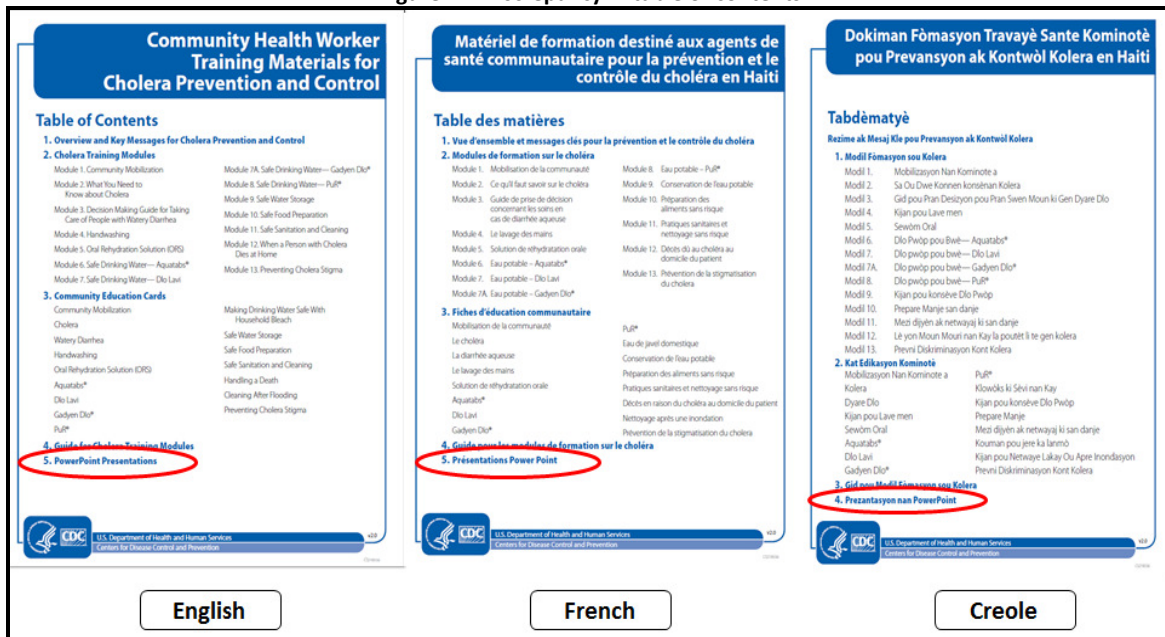 Community Health Worker
Training Materials for
Cholera Prevention and Control
Table of Contents
1. Overview and Key Messages for Cholera Prevention and Control
2. Cholera Training Modules
Module 1. Community Mobilization
Module 2. What You Need to
Know about Cholera
Module 3. Decision Making Guide for Taking
Care of People with Watery Diarrhea
Module 4. Handwashing
Module 5. Oral Rehydration Solution (ORS)
Module 6. Safe Drinking Water— Aquatabs®
Module 7. Safe Drinking Water— Dlo Lavi
Module 7A. Safe Drinking Water— Gadyen Dlo®
Module 8. Safe Drinking Water— PuR®
Module 9. Safe Water Storage
Module 10. Safe Food Preparation
Module 11. Safe Sanitation and Cleaning
Module 12. When a Person with Cholera
Dies at Home
Module 13. Preventing Cholera Stigma
3. Community Education Cards
Community Mobilization
Cholera
Watery Diarrhea
Handwashing
Oral Rehydration Solution (ORS)
Aquatabs®
Dlo Lavi
Gadyen Dlo®
PuR®
Making Drinking Water Safe With
Household Bleach
Safe Water Storage
Safe Food Preparation
Safe Sanitation and Cleaning
Handling a Death
Cleaning After Flooding
Preventing Cholera Stigma
4. Guide for Cholera Training Modules
5. PowerPoint Presentations
CDC
U.S. Department of Health and Human Services
Centers for Disease Control and Prevention
v2.0
English
Matériel de formation destiné aux agents de
santé communautaire pour la prévention et le
contrôle du choléra en Haiti
Table des matières
1. Vue d'ensemble et messages clés pour la prévention et le contrôle du choléra
2. Modules de formation sur le choléra
Module 1. Mobilisation de la communauté
Module 2. Ce qu'il faut savoir sur le choléra
Module 3. Guide de prise de décision
concernant les soins en
cas de diarrhée aqueuse
Module 4. Le lavage des mains
Module 5. Solution de réhydratation orale
Module 6. Eau potable – Aquatabs®
Module 7. Eau potable – Dlo Lavi
Module 7A. Eau potable – Gadyen Dlo®
Module 8. Eau potable – PuR®
Module 9. Conservation de l'eau potable
Module 10. Préparation des
aliments sans risque
Module 11. Pratiques sanitaires et
nettoyage sans risque
Module 12. Décès dû au choléra au
domicile du patient
Module 13. Prévention de la stigmatisation
du cholera
3. Fiches d'éducation communautaire
Mobilisation de la communauté
Le choléra
La diarrhée aqueuse
Le lavage des mains
Solution de réhydratation orale
Aquatabs®
Dlo Lavi
Gadyen Dlo®
PuR®
Eau de javel domestique
Conservation de l'eau potable
Préparation des aliments sans risque
Pratiques sanitaires et nettoyage sans risque
Décès en raison du choléra au domicile du patient
Nettoyage après une inondation
Prévention de la stigmatisation du cholera
4. Guide pour les modules de formation sur le choléra
5. Présentations Power Point
CDC
U.S. Department of Health and Human Services
Centers for Disease Control and Prevention
v2.0
French
Dokiman Fòmasyon Travayè Sante Kominotè
pou Prevansyon ak Kontwòl Kolera en Haiti
Tabdèmatyè
Rezime ak Mesaj Kle pou Prevansyon ak Kontwòl Kolera
1. Modil Fòmasyon sou Kolera
Modil 1. Mobilizasyon Nan Kominote a
Modil 2. Sa Ou Dwe Konnen konsènan Kolera
Modil 3. Gid pou Pran Desizyon pou Pran Swen Moun ki Gen Dyare Dlo
Modil 4. Kijan pou Lave men
Modil 5. Sewòm Oral
Modil 6. Dlo Pwòp pou Bwè— Aquatabs®
Modil 7. Dlo pwòp pou bwè— Dlo Lavi
Modil 7A. Dlo pwòp pou bwè— Gadyen Dlo®
Modil 8. Dlo pwòp pou bwè— PuR®
Modil 9. Kijan pou konsève Dlo Pwòp
Modil 10. Prepare Manje san danje
Modil 11. Mezi dijyèn ak netwayaj ki san danje
Modil 12. Lè yon Moun Mouri nan Kay la poutèt li te gen kolera
Modil 13. Prevni Diskriminasyon Kont Kolera
2. Kat Edikasyon Kominotè
Mobilizasyon Nan Kominote a
Kolera
Dyare Dlo
Kijan pou Lave men
Sewòm Oral
Aquatabs®
Dlo Lavi
Gadyen Dlo®
PuR®
Klowòks ki Sèvi nan Kay
Kijan pou konsève Dlo Pwòp
Prepare Manje
Mezi dijyèn ak netwayaj ki san danje
Kouman pou jere ka lanmò
Kijan pou Netwaye Lakay Ou Apre Inondasyon
Prevni Diskriminasyon Kont Kolera
3. Gid pou Modil Fòmasyon sou Kolera
4. Prezantasyon nan PowerPoint
CDC
U.S. Department of Health and Human Services
Centers for Disease Control and Prevention
v2.0
Creole